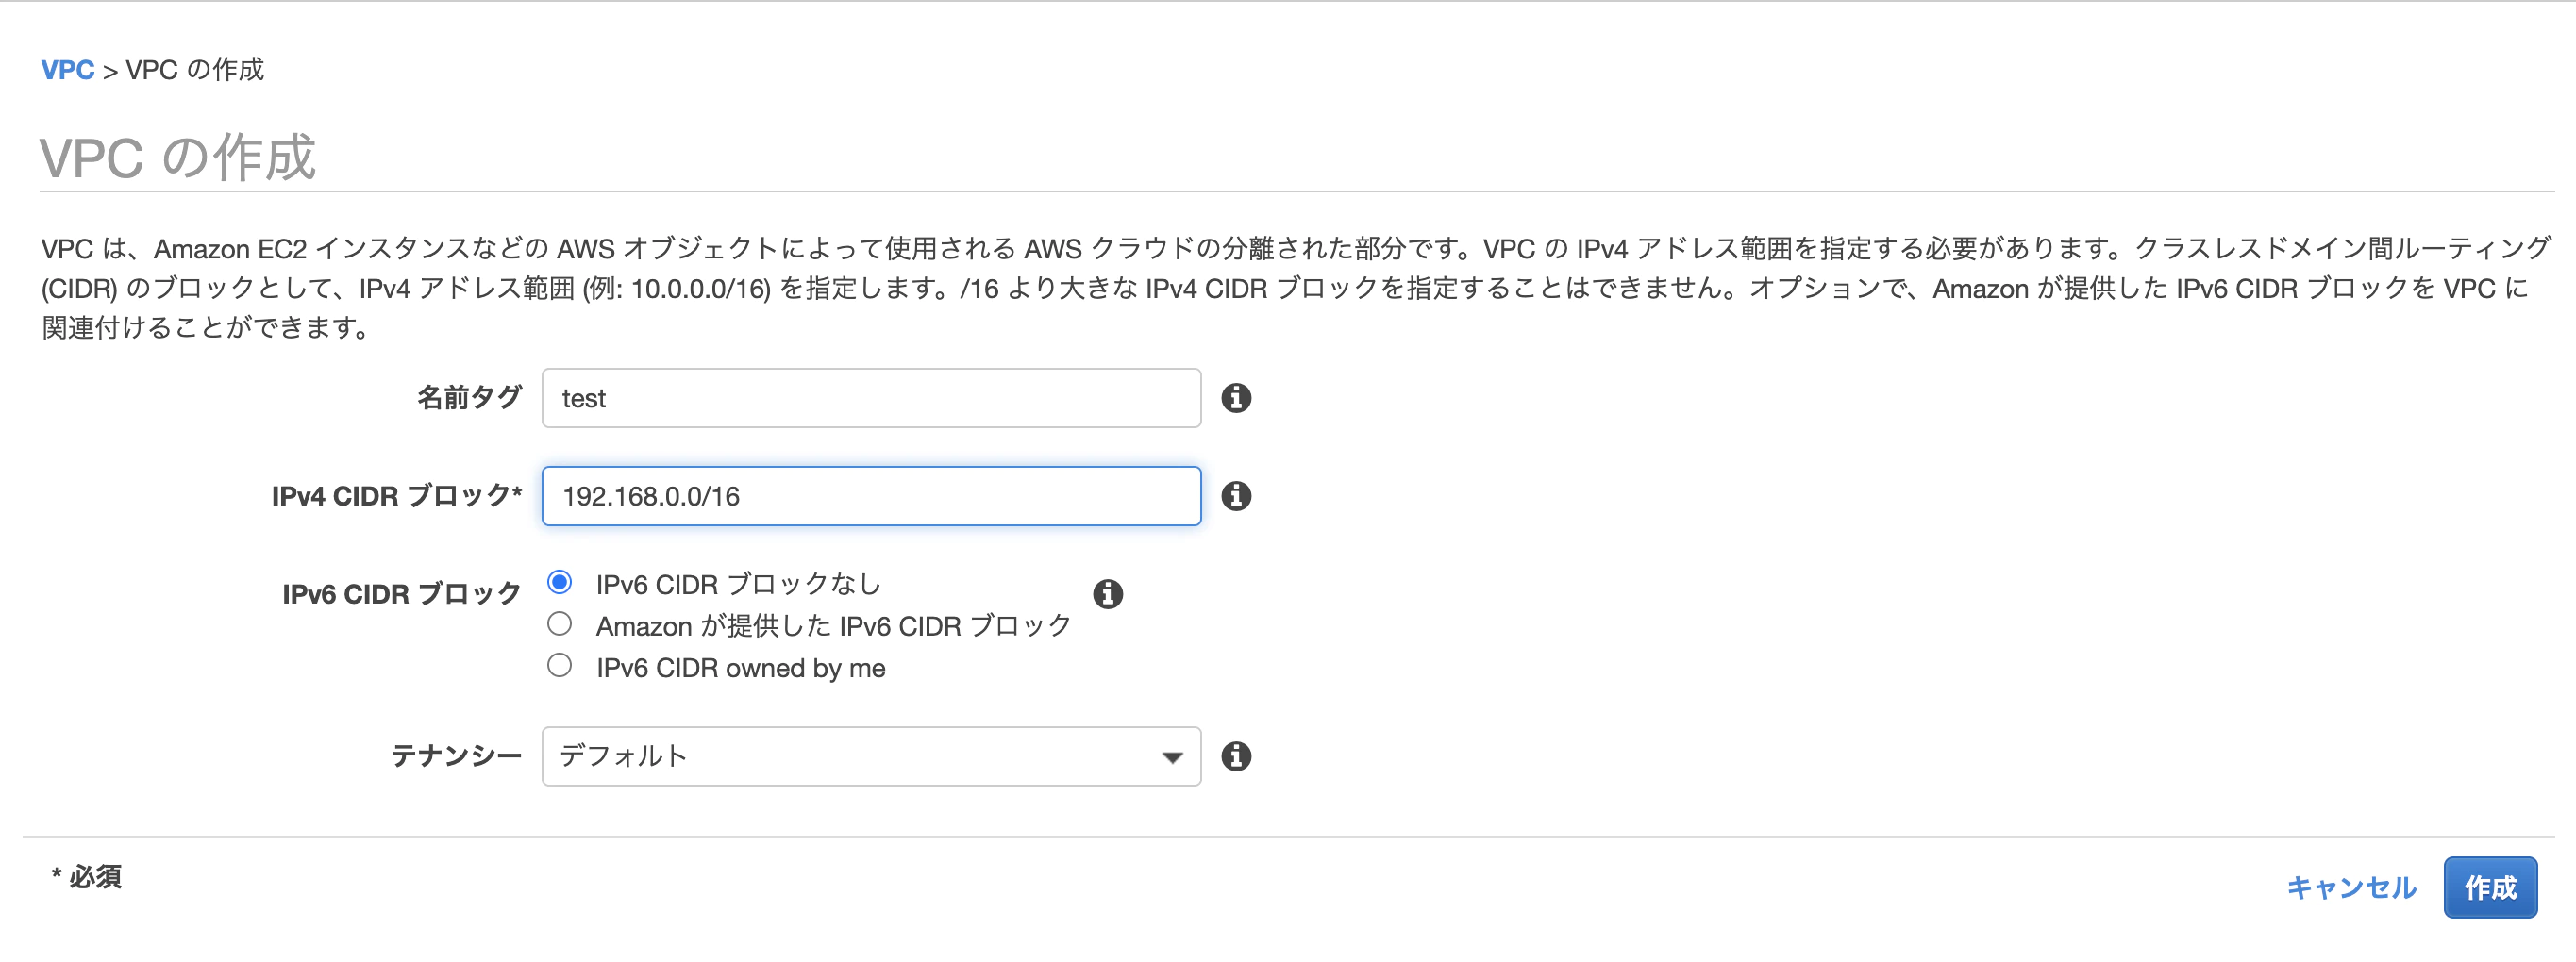 VPC > VPC の作成
VPC の作成
VPC は、Amazon EC2 インスタンスなどの AWS オブジェクトによって使用される AWS クラウドの分離された部分です。VPC の IPv4 アドレス範囲を指定する必要があります。クラスレスドメイン間ルーティング
(CIDR) のブロックとして、IPv4 アドレス範囲 (例: 10.0.0.0/16) を指定します。/16 より大きな IPv4 CIDR ブロックを指定することはできません。オプションで、Amazon が提供した IPv6 CIDR ブロックを VPC に
関連付けることができます。
名前タグ test
IPv4 CIDR ブロック* 192.168.0.0/16
IPv6 CIDR ブロック IPv6 CIDR ブロックなし
Amazon が提供した IPv6 CIDR ブロック
IPv6 CIDR owned by me
テナンシー デフォルト
* 必須
キャンセル 作成